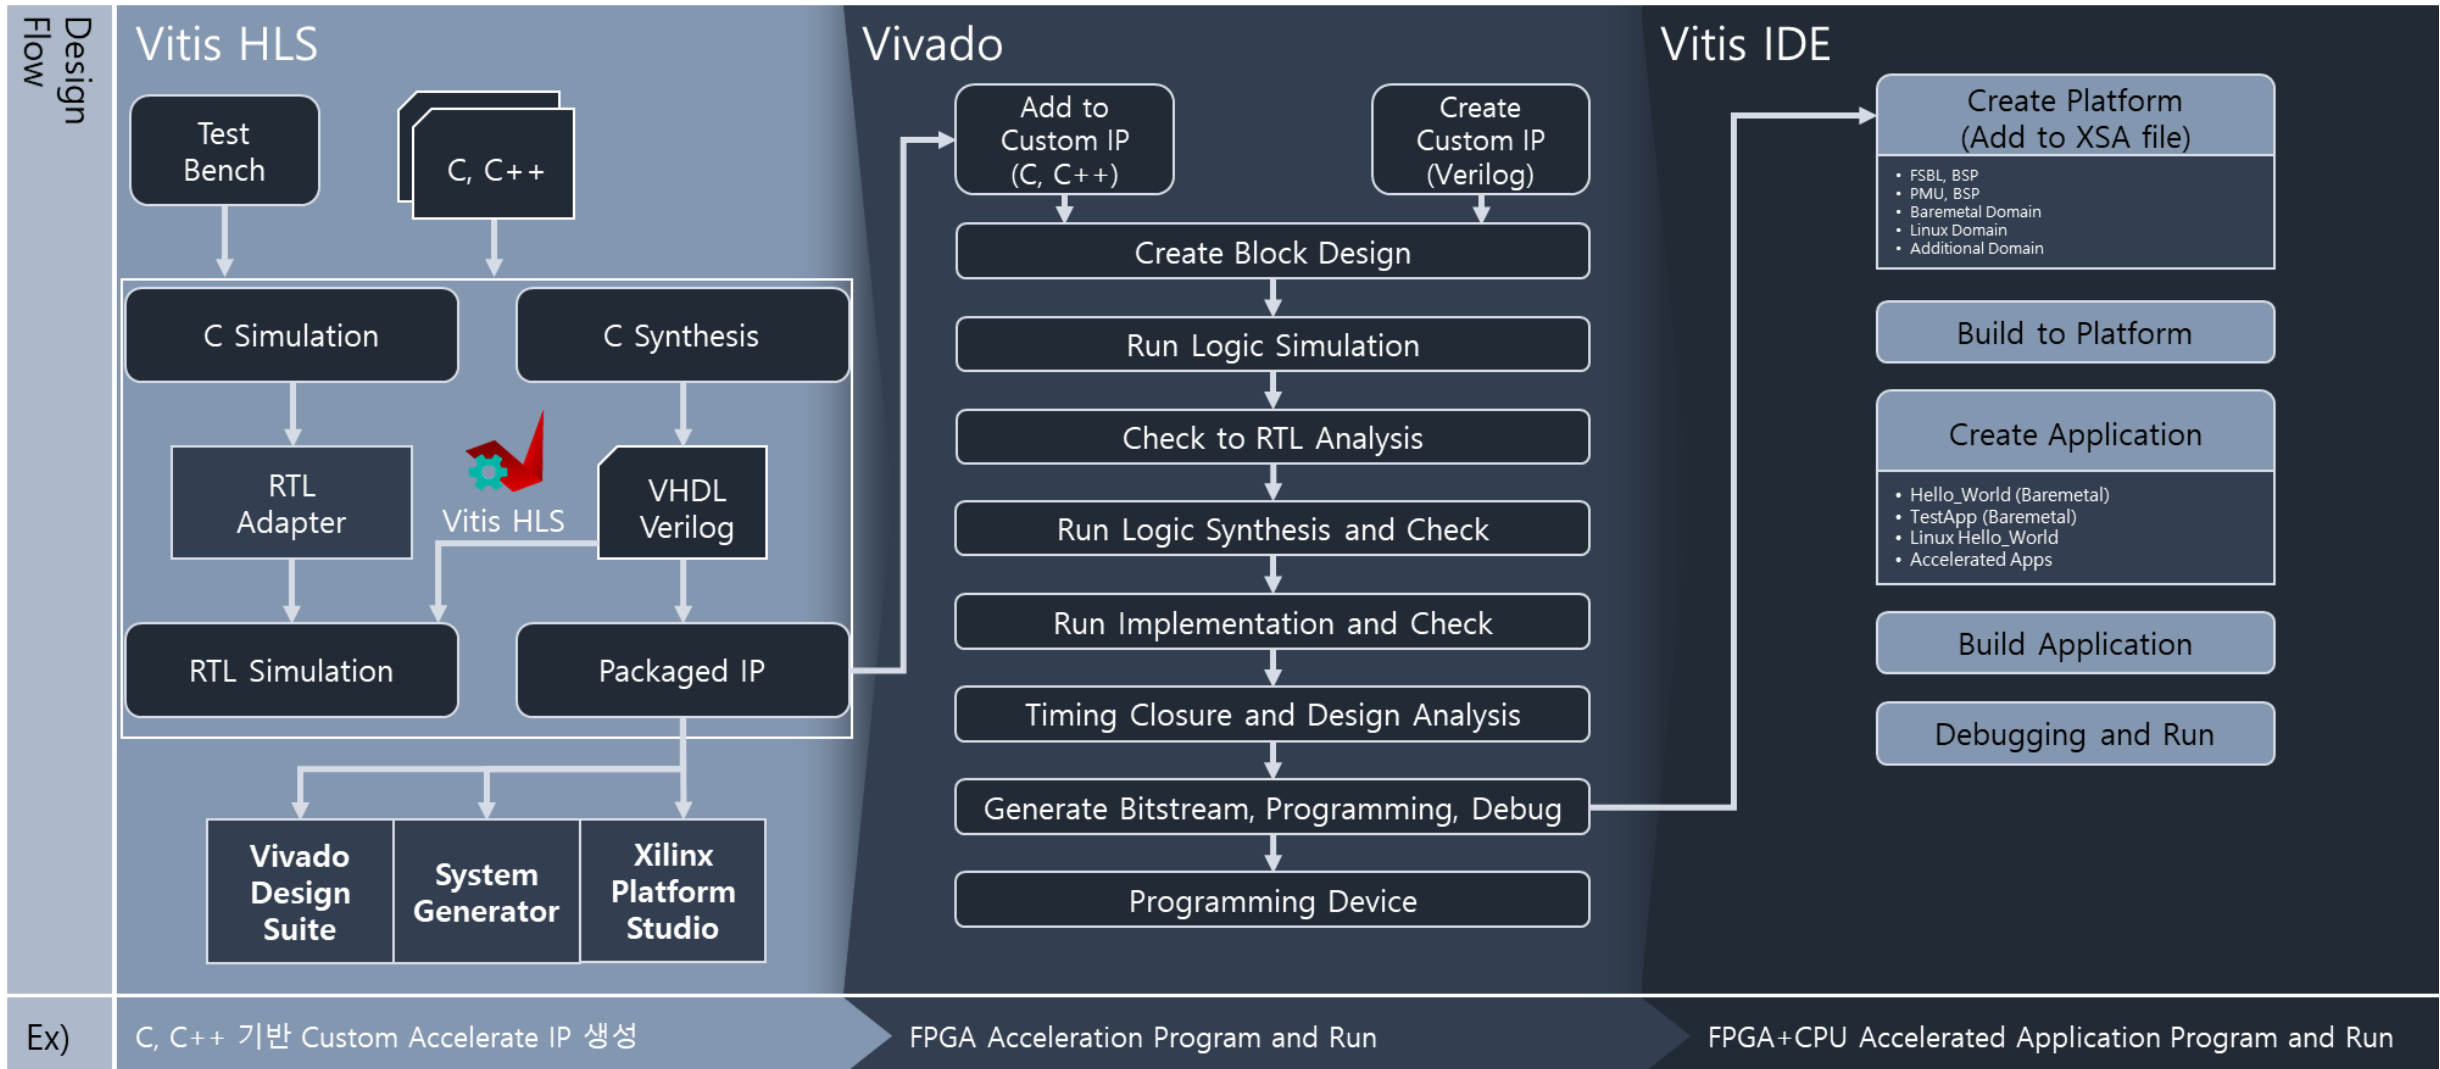 Design
Flow
Vitis HLS
Test
Bench
C, C++
C Simulation
C Synthesis
RTL
Adapter
Vitis HLS
VHDL
Verilog
RTL Simulation
Packaged IP
Vivado
Design
Suite
System
Generator
Xilinx
Platform
Studio
Vivado
Add to
Custom IP
(C, C++)
Create
Custom IP
(Verilog)
Create Block Design
Run Logic Simulation
Check to RTL Analysis
Run Logic Synthesis and Check
Run Implementation and Check
Timing Closure and Design Analysis
Generate Bitstream, Programming, Debug
Programming Device
Vitis IDE
Create Platform
(Add to XSA file)
• FSBL, BSP
• PMU, BSP
• Baremetal Domain
• Linux Domain
• Additional Domain
Build to Platform
Create Application
• Hello_World (Baremetal)
• TestApp (Baremetal)
• Linux Hello_World
• Accelerated Apps
Build Application
Debugging and Run
Ex)
C, C++ 기반 Custom Accelerate IP 생성
FPGA Acceleration Program and Run
FPGA+CPU Accelerated Application Program and Run